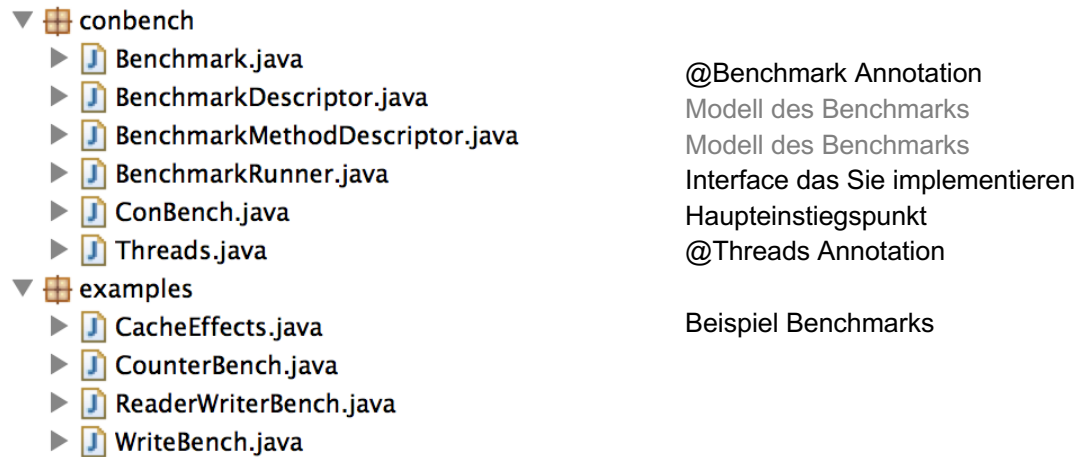 conbench
Benchmark.java @Benchmark Annotation
BenchmarkDescriptor.java Modell des Benchmarks
BenchmarkMethodDescriptor.java Modell des Benchmarks
BenchmarkRunner.java Interface das Sie implementieren
ConBench.java Haupteinstiegspunkt
Threads.java @Threads Annotation
examples
CacheEffects.java Beispiel Benchmarks
CounterBench.java
ReaderWriterBench.java
WriteBench.java